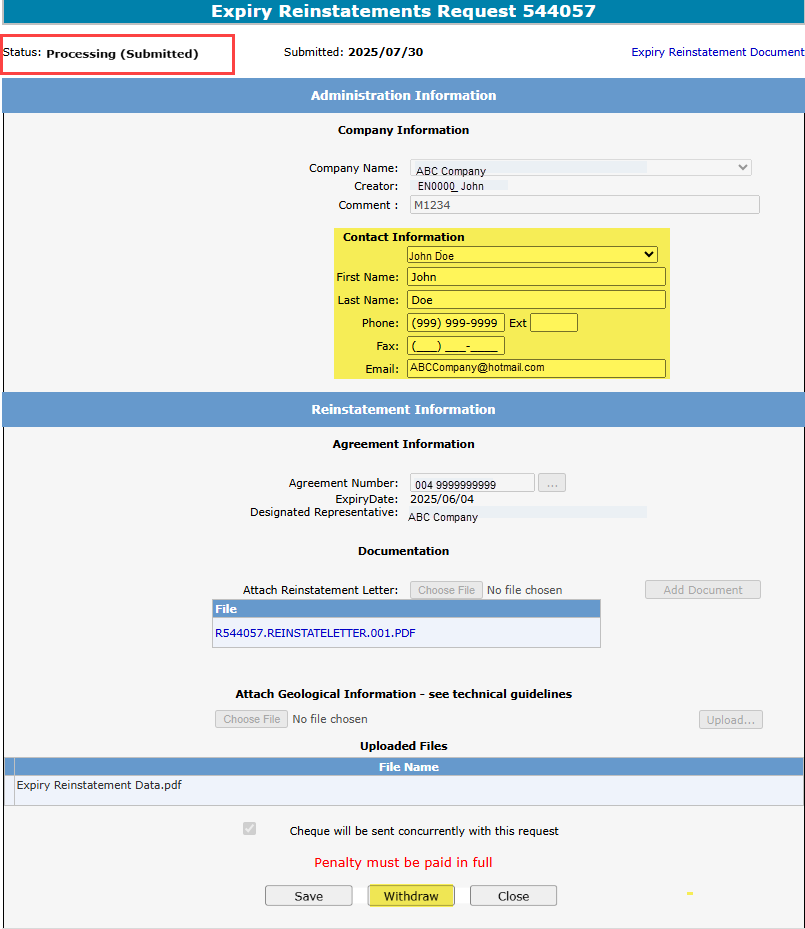 Expiry Reinstatements Request 544057
Status: Processing (Submitted) Submitted: 2025/07/30 Expiry Reinstatement Document
Administration Information
Company Information
Company Name: ABC Company
Creator: EN0000_ John
Comment : M1234
Contact Information
John Doe
First Name: John
Last Name: Doe
Phone: (999) 999-9999 Ext
Fax: (___) ___-____
Email: ABCCompany@hotmail.com
Reinstatement Information
Agreement Information
Agreement Number: 004 9999999999 ...
ExpiryDate: 2025/06/04
Designated Representative: ABC Company
Documentation
Attach Reinstatement Letter: Choose File No file chosen Add Document
File
R544057.REINSTATELETTER.001.PDF
Attach Geological Information - see technical guidelines
Choose File No file chosen Upload...
Uploaded Files
File Name
Expiry Reinstatement Data.pdf
Cheque will be sent concurrently with this request
Penalty must be paid in full
Save Withdraw Close